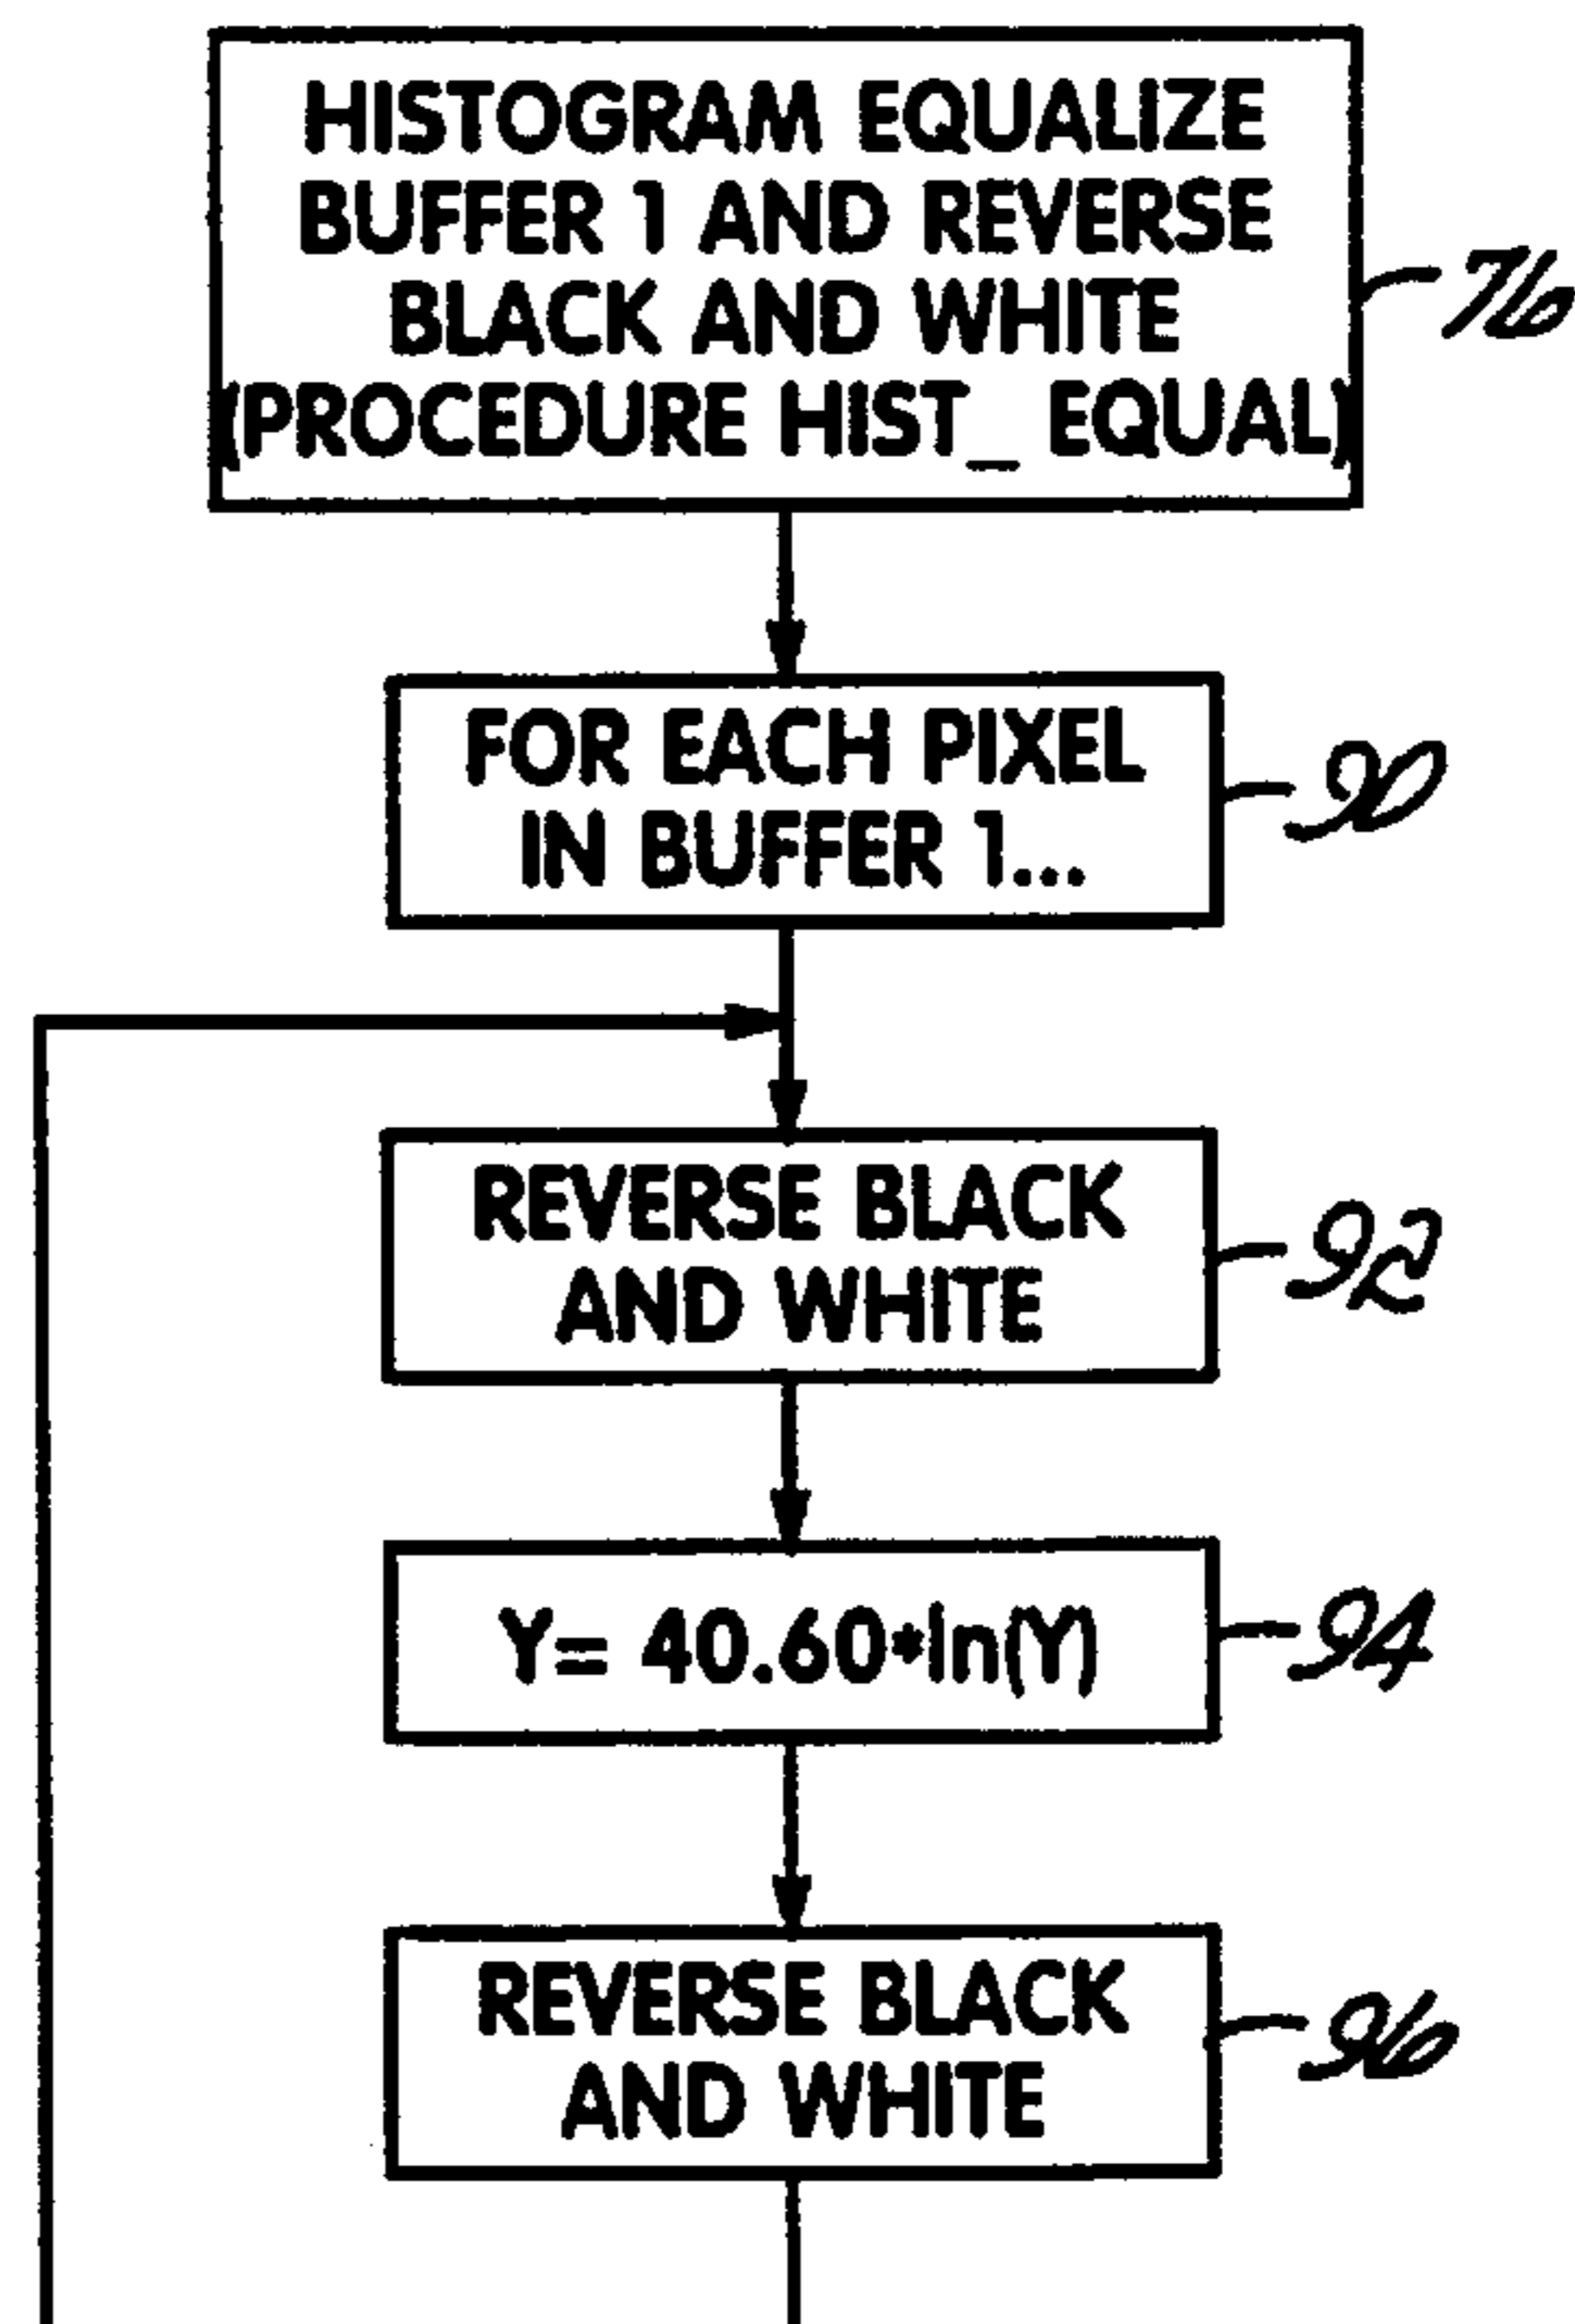 HISTOGRAM EQUALIZE
BUFFER 1 AND REVERSE
BLACK AND WHITE
(PROCEDURE HIST_ EQUAL)
76
FOR EACH PIXEL
IN BUFFER 1...
90
REVERSE BLACK
AND WHITE
92
Y= 40.60*ln(Y)
94
REVERSE BLACK
AND WHITE
96